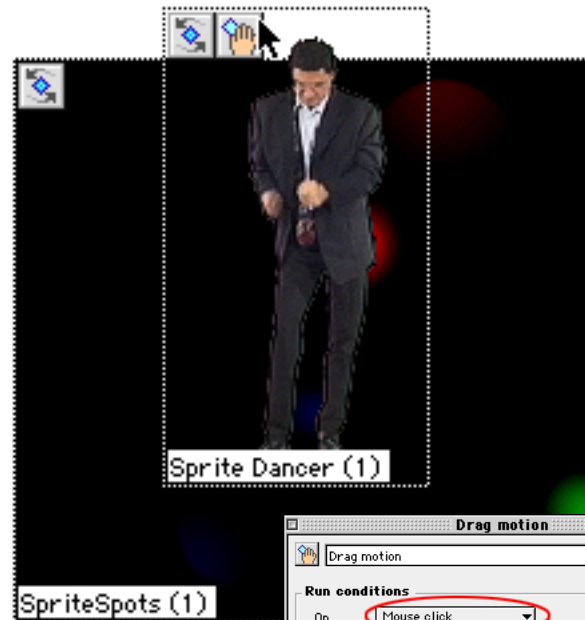 Sprite Dancer (1)
SpriteSpots (1)
Drag motion
Drag motion
Run conditions
On
Mouse click